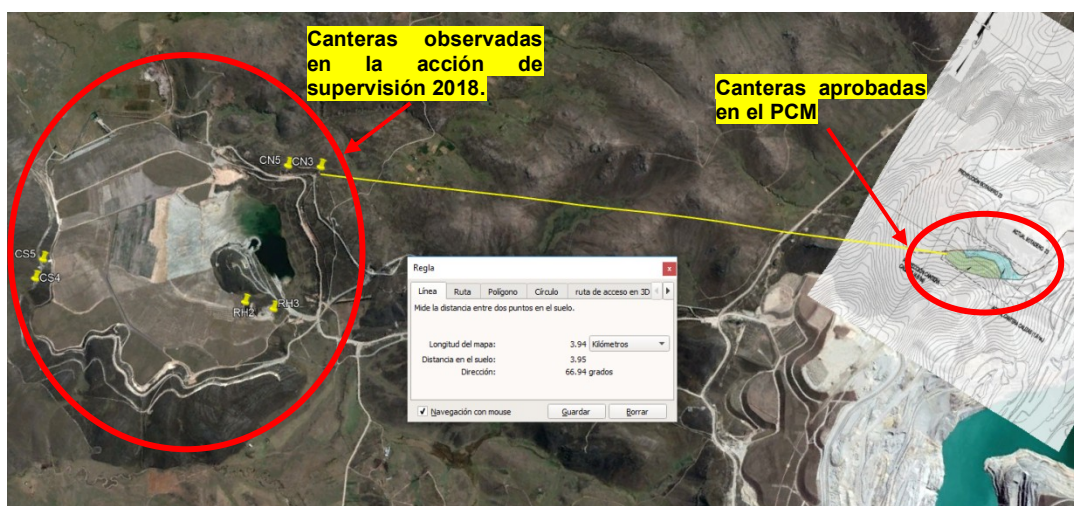 Canteras observadas
en la acción de
supervisión 2018.
Canteras aprobadas
en el PCM
CN5 CN3
CS5
CS4
RH2 RH3
Regla
Línea Ruta Polígono Círculo ruta de acceso en 3D
Mide la distancia entre dos puntos en el suelo.
Longitud del mapa: 3.94 Kilómetros
Distancia en el suelo: 3.95
Dirección: 66.94 grados
Navegación con mouse Guardar Borrar